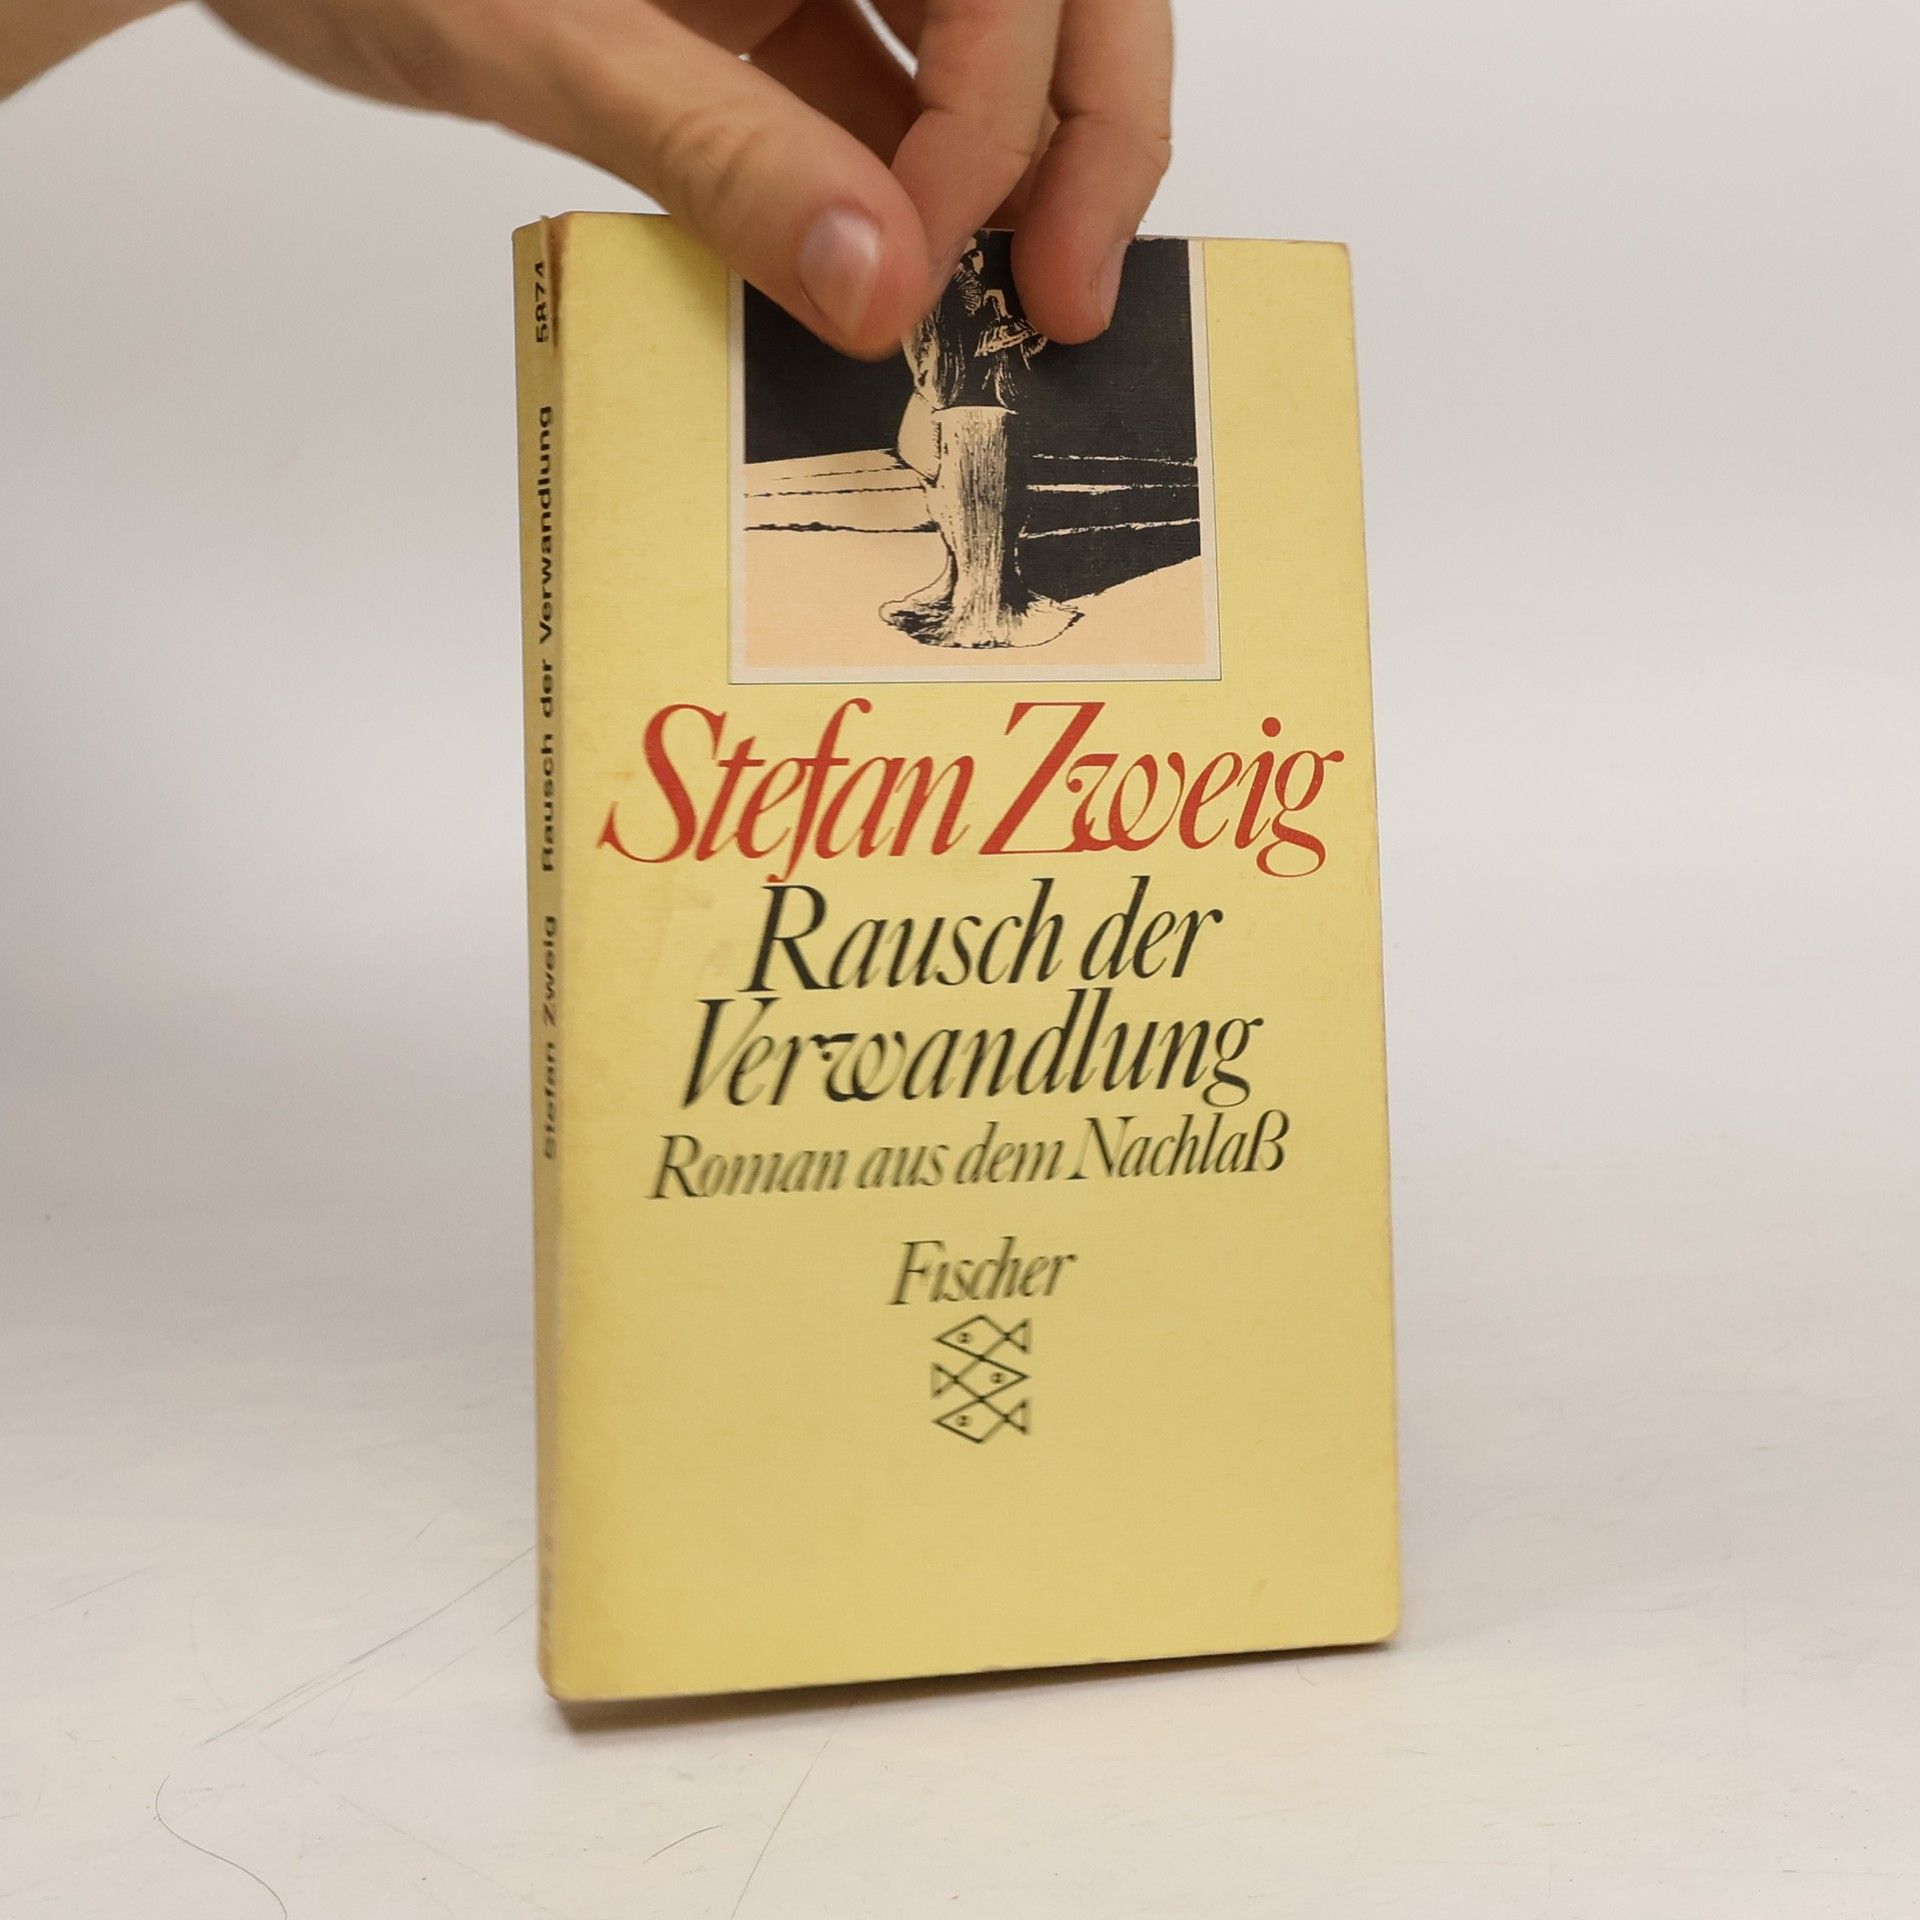 Stefan Zweig
Rausch der
Verwandlung
Roman aus dem Nachlaß
Fischer
Stefan Zweig Rausch der Verwandlung 5874